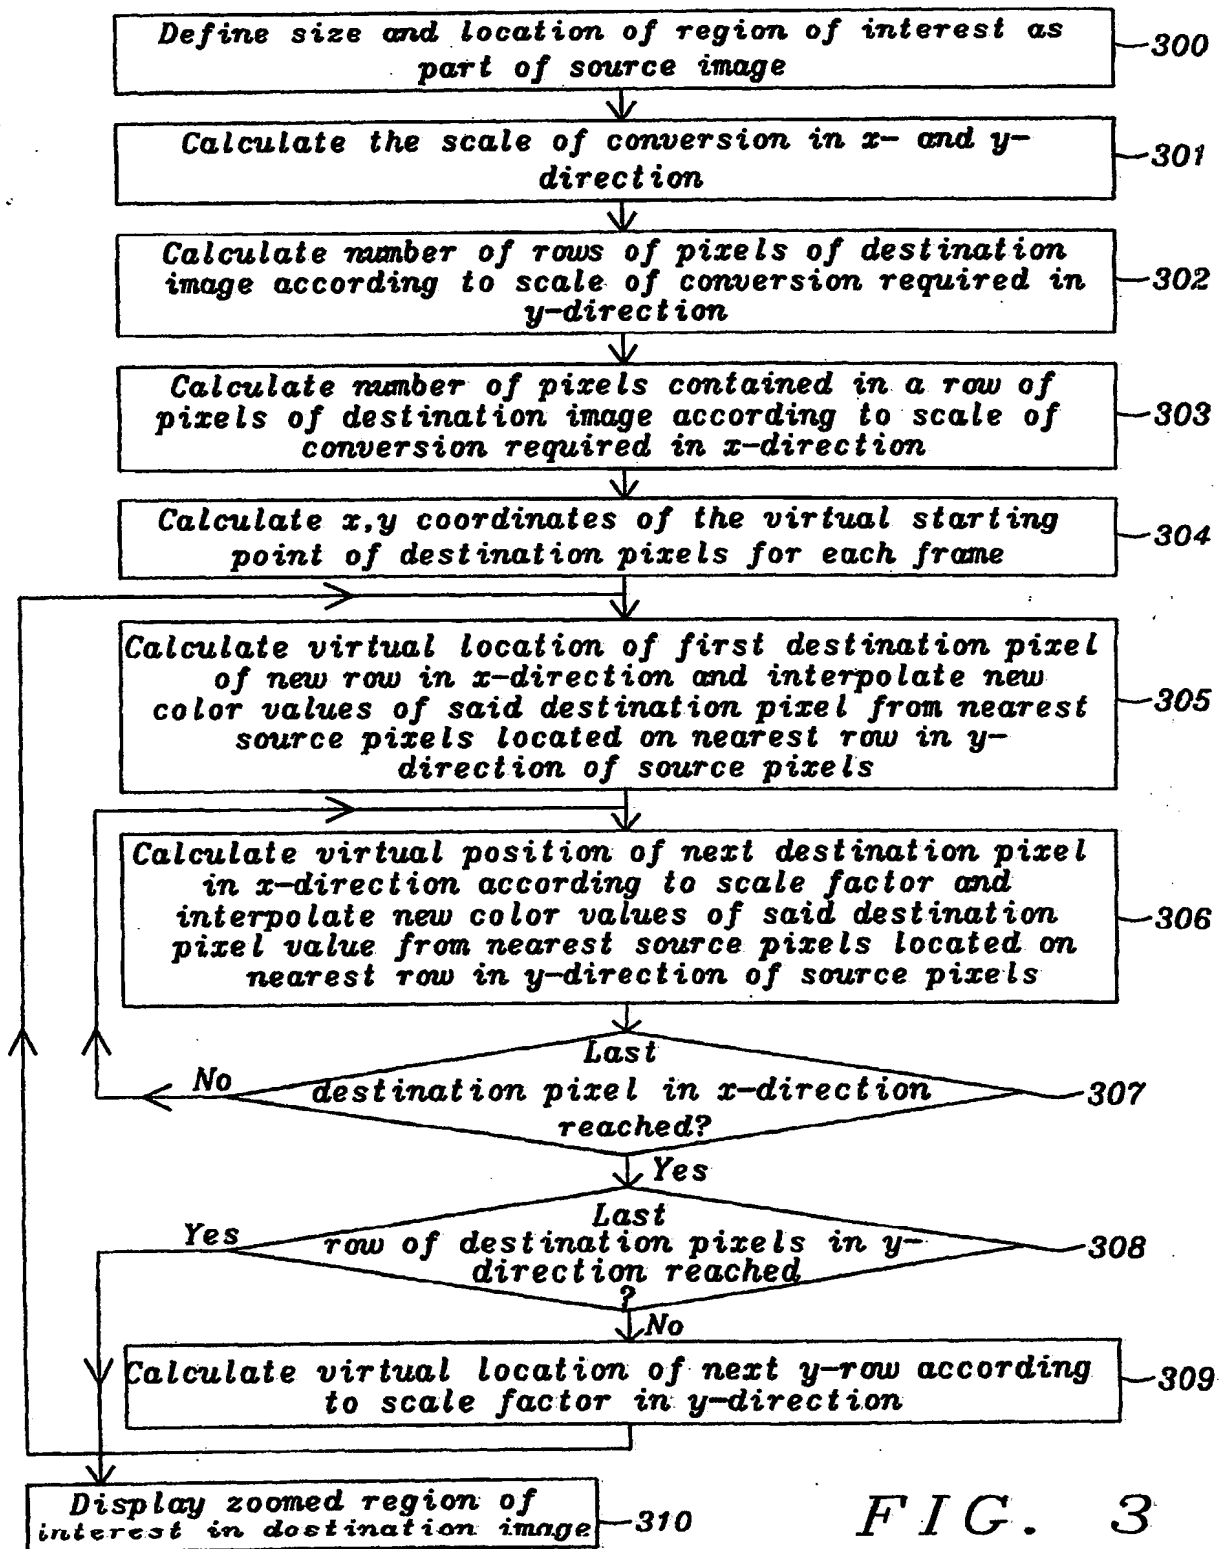 Define size and location of region of interest as
part of source image
300
Calculate the scale of conversion in x- and y-
direction
301
Calculate number of rows of pixels of destination
image according to scale of conversion required in
y-direction
302
Calculate number of pixels contained in a row of
pixels of destination image according to scale of
conversion required in x-direction
303
Calculate x,y coordinates of the virtual starting
point of destination pixels for each frame
304
Calculate virtual location of first destination pixel
of new row in x-direction and interpolate new
color values of said destination pixel from nearest
source pixels located on nearest row in y-
direction of source pixels
305
Calculate virtual position of next destination pixel
in x-direction according to scale factor and
interpolate new color values of said destination
pixel value from nearest source pixels located on
nearest row in y-direction of source pixels
306
Last
destination pixel in x-direction
reached?
307
No
Yes
Last
row of destination pixels in y-
direction reached
?
308
Yes
No
Calculate virtual location of next y-row according
to scale factor in y-direction
309
Display zoomed region of
interest in dostination image
310
FIG. 3